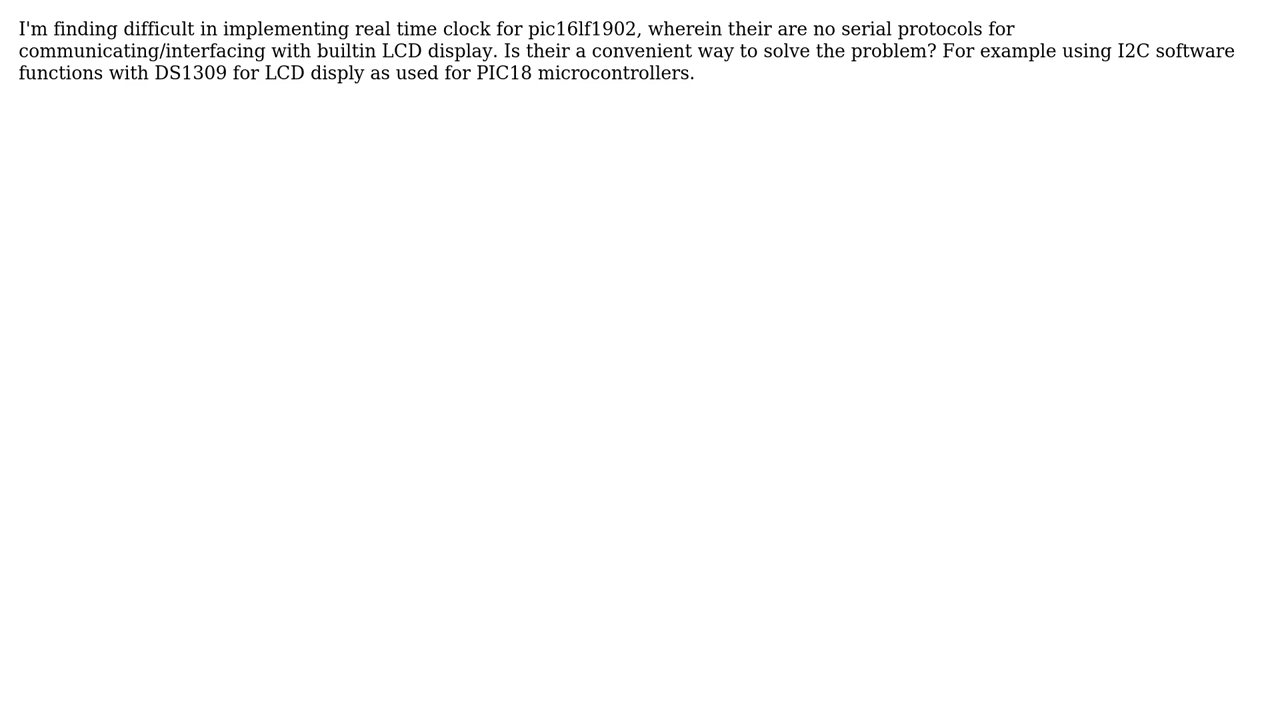 I'm finding difficult in implementing real time clock for pic16lf1902, wherein their are no serial protocols for
communicating/interfacing with builtin LCD display. Is their a convenient way to solve the problem? For example using I2C software
functions with DS1309 for LCD disply as used for PIC18 microcontrollers.